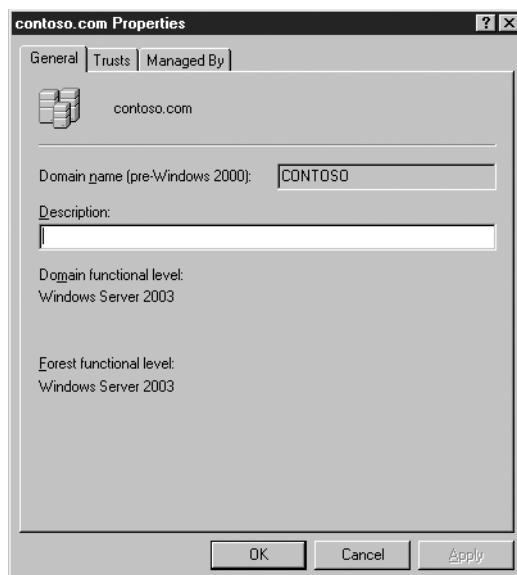 contoso.com Properties
General Trusts Managed By
contoso.com
Domain name (pre-Windows 2000): CONTOSO
Description:
Domain functional level:
Windows Server 2003
Forest functional level:
Windows Server 2003
OK Cancel Apply